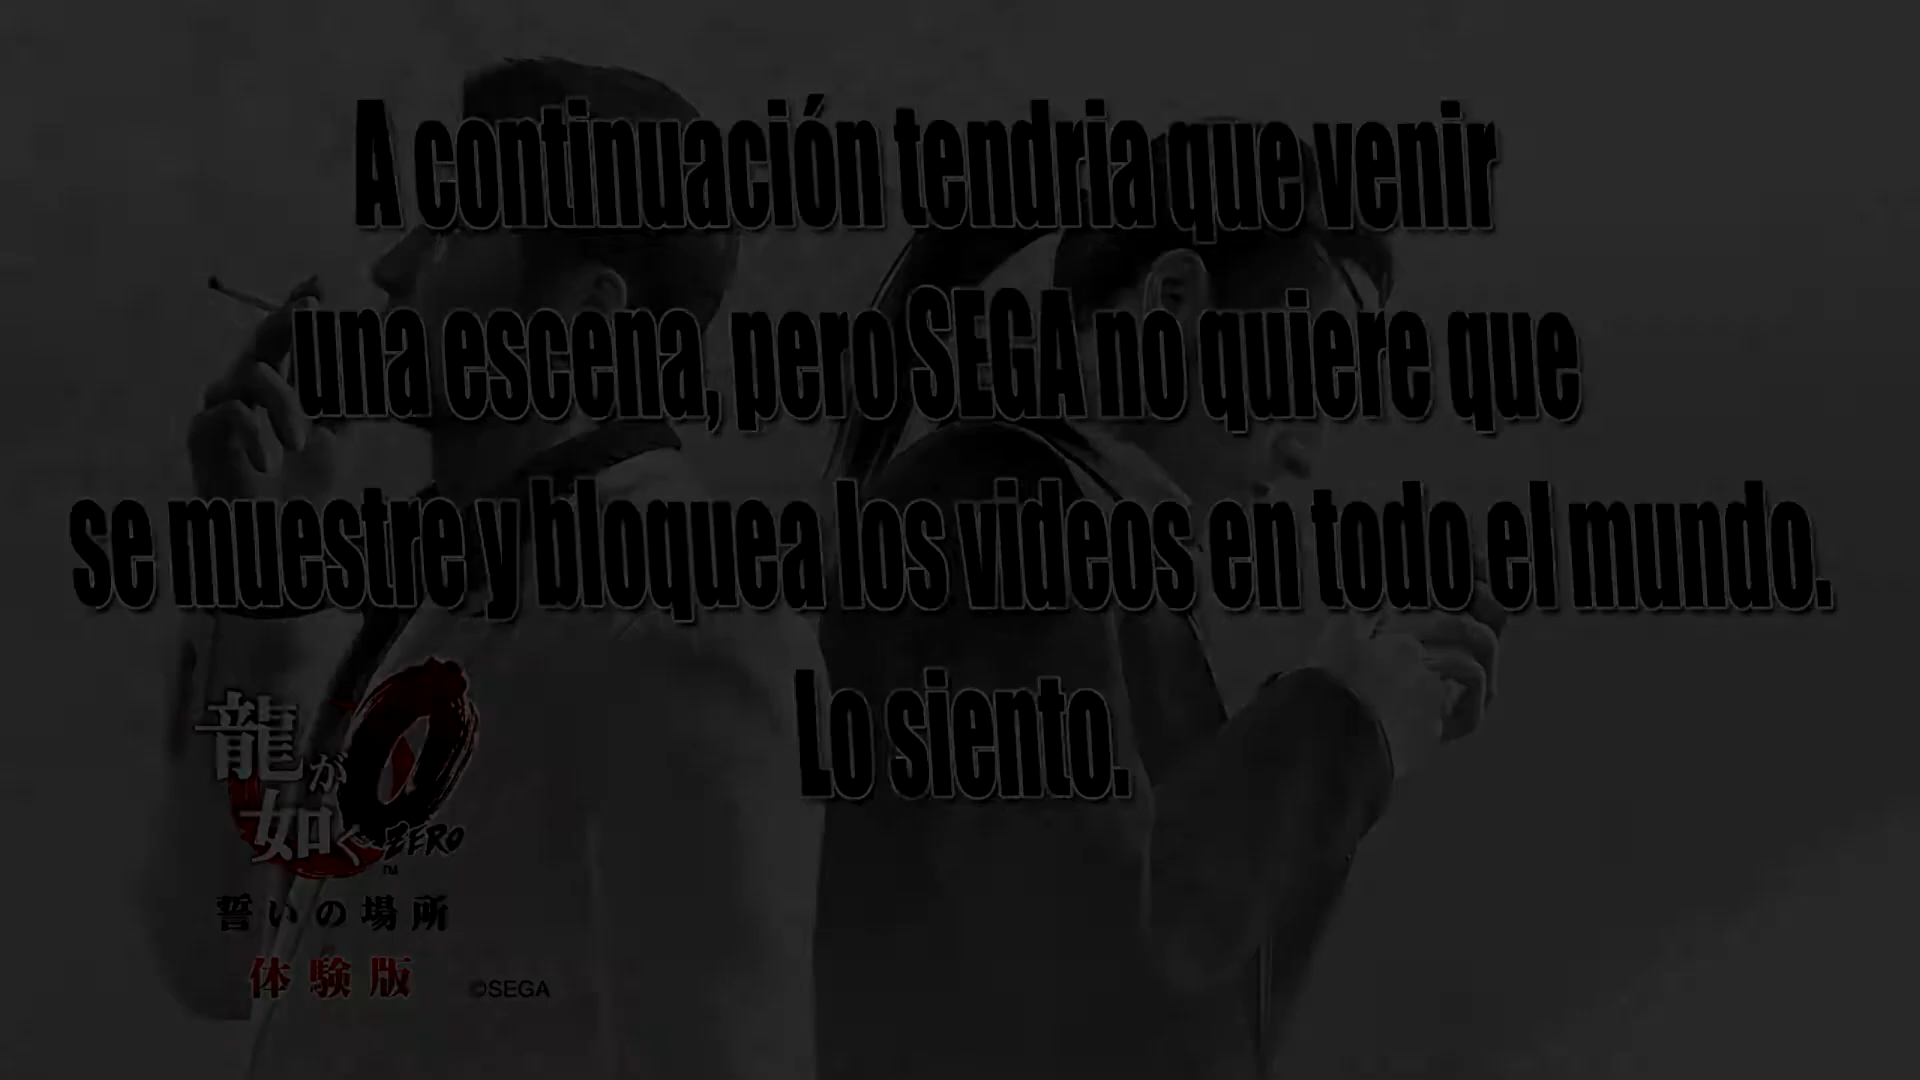 A continuación tendria que venir
una escena, pero SEGA no quiere que
se muestre y bloquea los videos en todo el mundo.
Lo siento.
龍が
如く0
ZERO
TM
誓いの場所
体験版
©SEGA